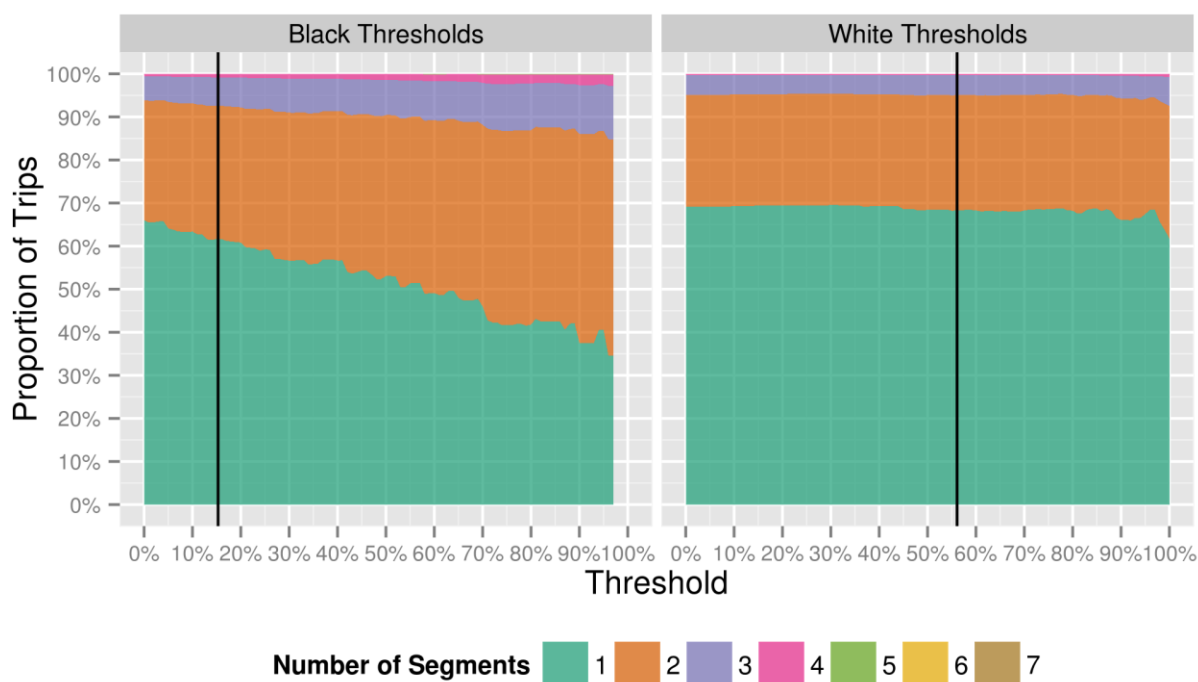 Black Thresholds
White Thresholds
Proportion of Trips
100%
90%
80%
70%
60%
50%
40%
30%
20%
10%
0%
0% 10% 20% 30% 40% 50% 60% 70% 80% 90% 100%
0% 10% 20% 30% 40% 50% 60% 70% 80% 90% 100%
Threshold
Number of Segments 1 2 3 4 5 6 7